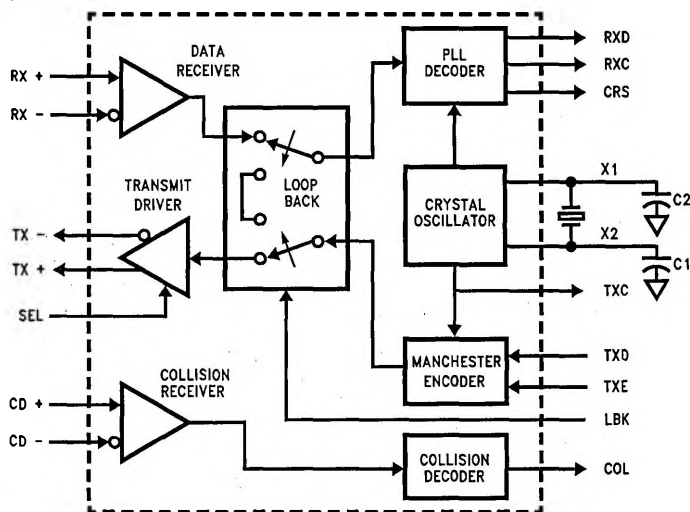 DATA
RECEIVER
RX +
RX -
PLL
DECODER
RXD
RXC
CRS
LOOP
BACK
TRANSMIT
DRIVER
TX -
TX +
SEL
CRYSTAL
OSCILLATOR
X1
X2
C2
C1
TXC
MANCHESTER
ENCODER
TXD
TXE
LBK
COLLISION
RECEIVER
CD +
CD -
COLLISION
DECODER
COL